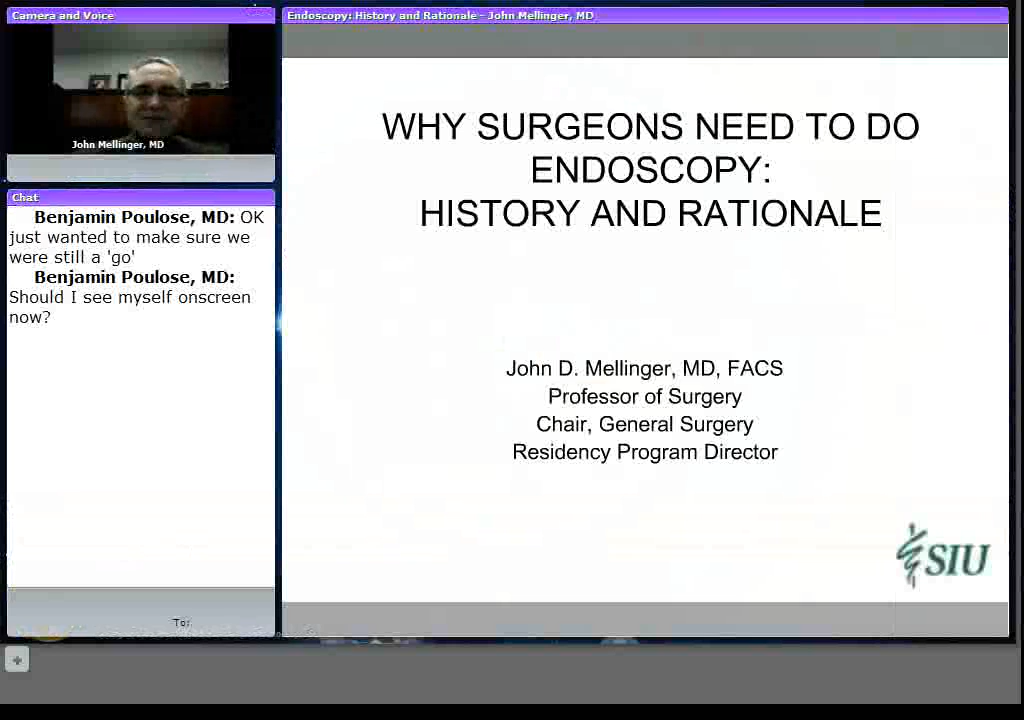 Camera and Voice
John Mellinger, MD
Chat
Benjamin Poulose, MD: OK
just wanted to make sure we
were still a 'go'
Benjamin Poulose, MD:
Should I see myself onscreen
now?
To:
Endoscopy: History and Rationale - John Mellinger, MD
WHY SURGEONS NEED TO DO
ENDOSCOPY:
HISTORY AND RATIONALE
John D. Mellinger, MD, FACS
Professor of Surgery
Chair, General Surgery
Residency Program Director
SIU